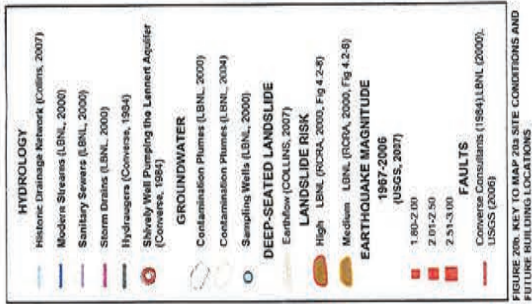 HYDROLOGY
Historic Drainage Network (Collins, 2007)
Modern Streams (LBNL, 2000)
Sanitary Sewers (LBNL, 2000)
Storm Drains (LBNL, 2000)
Hydraugers (Converse, 1984)
Shively Well Pumping the Lennert Aquifer
(Converse, 1984)
GROUNDWATER
Contamination Plumes (LBNL, 2000)
Contamination Plumes (LBNL, 2004)
Sampling Wells (LBNL, 2000)
DEEP-SEATED LANDSLIDE
Earthflow (COLLINS, 2007)
LANDSLIDE RISK
High LBNL (RCRA, 2000, Fig 4.2-8)
Medium LBNL (RCRA, 2000, Fig 4.2-8)
EARTHQUAKE MAGNITUDE
1967-2006
(USGS, 2007)
1.80-2.00
2.01-2.50
2.51-3.00
FAULTS
Converse Consultants (1984),LBNL (2000),
USGS (2006)
FIGURE 20b. KEY TO MAP 20a SITE CONDITIONS AND
FUTURE BUILDING LOCATIONS